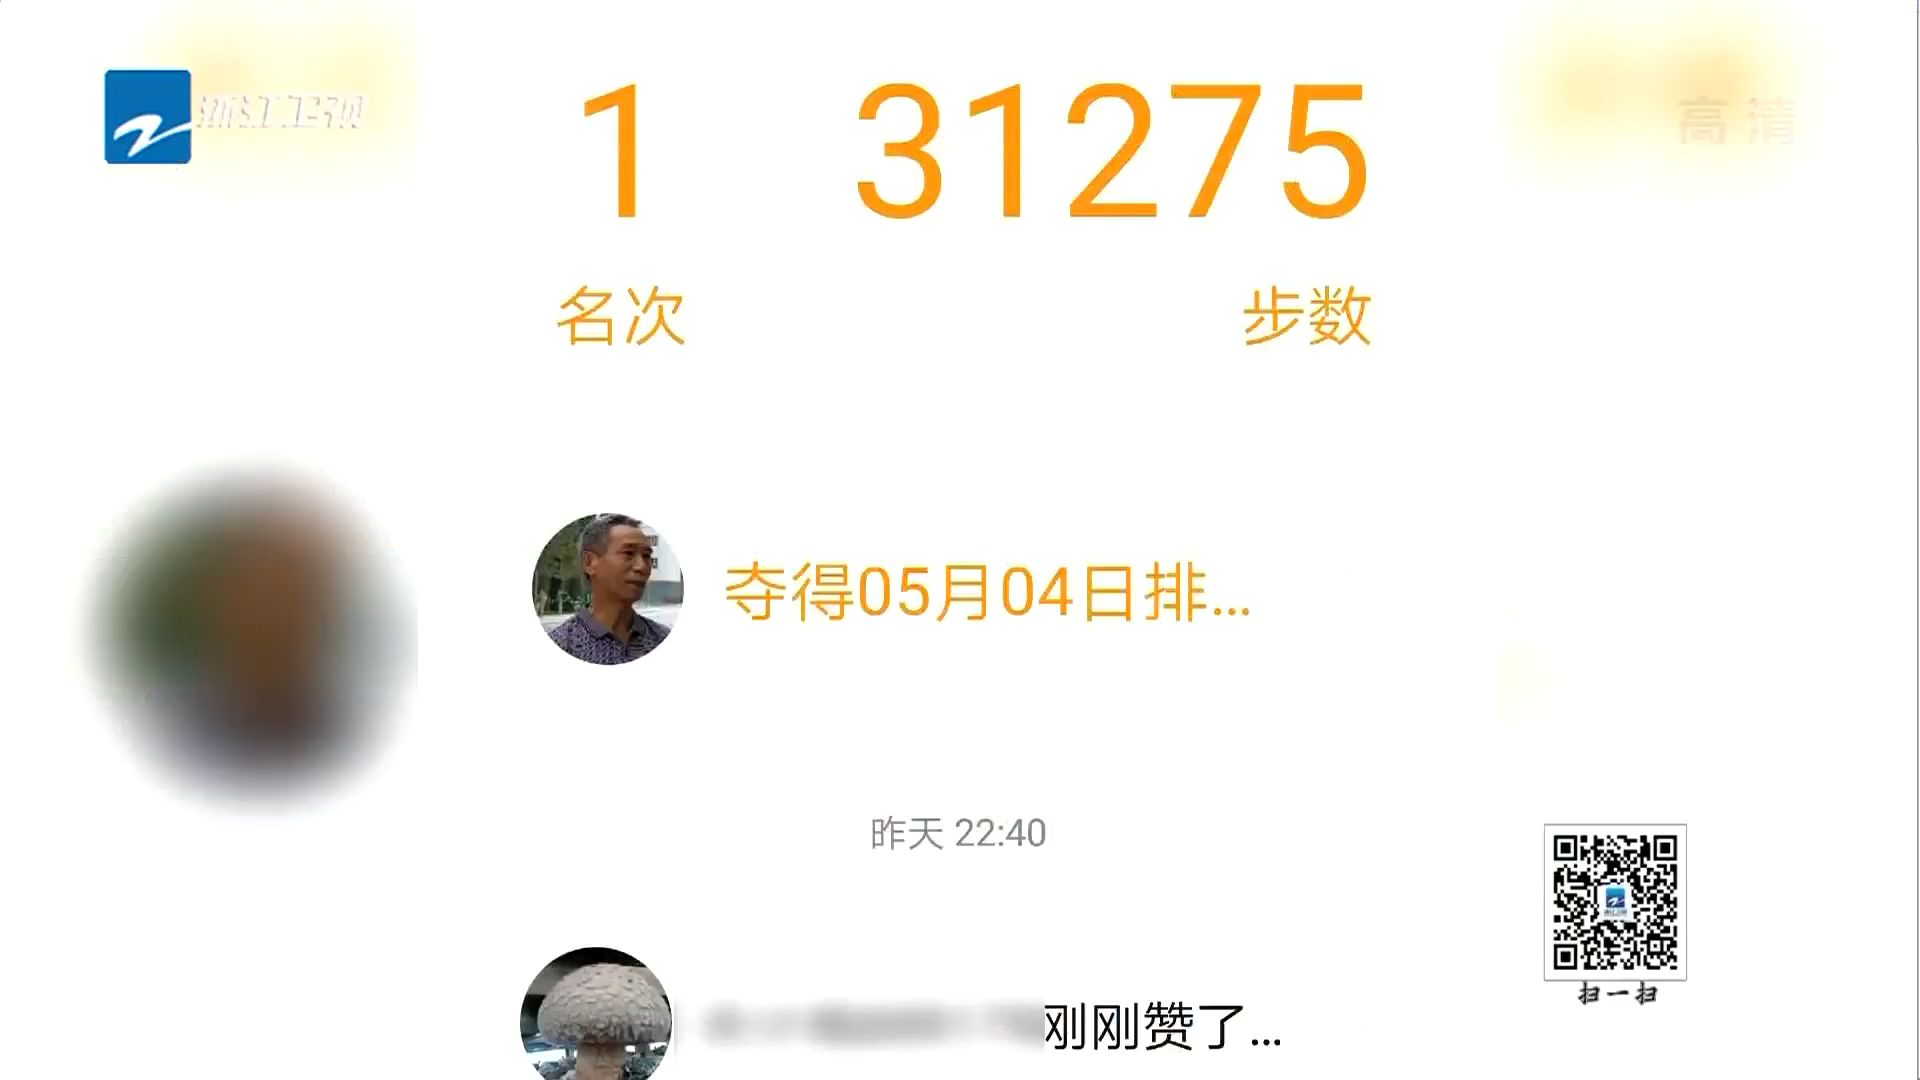 浙江卫视
高清
1 31275
名次 步数
夺得05月04日排...
昨天 22:40
刚刚赞了...
扫一扫